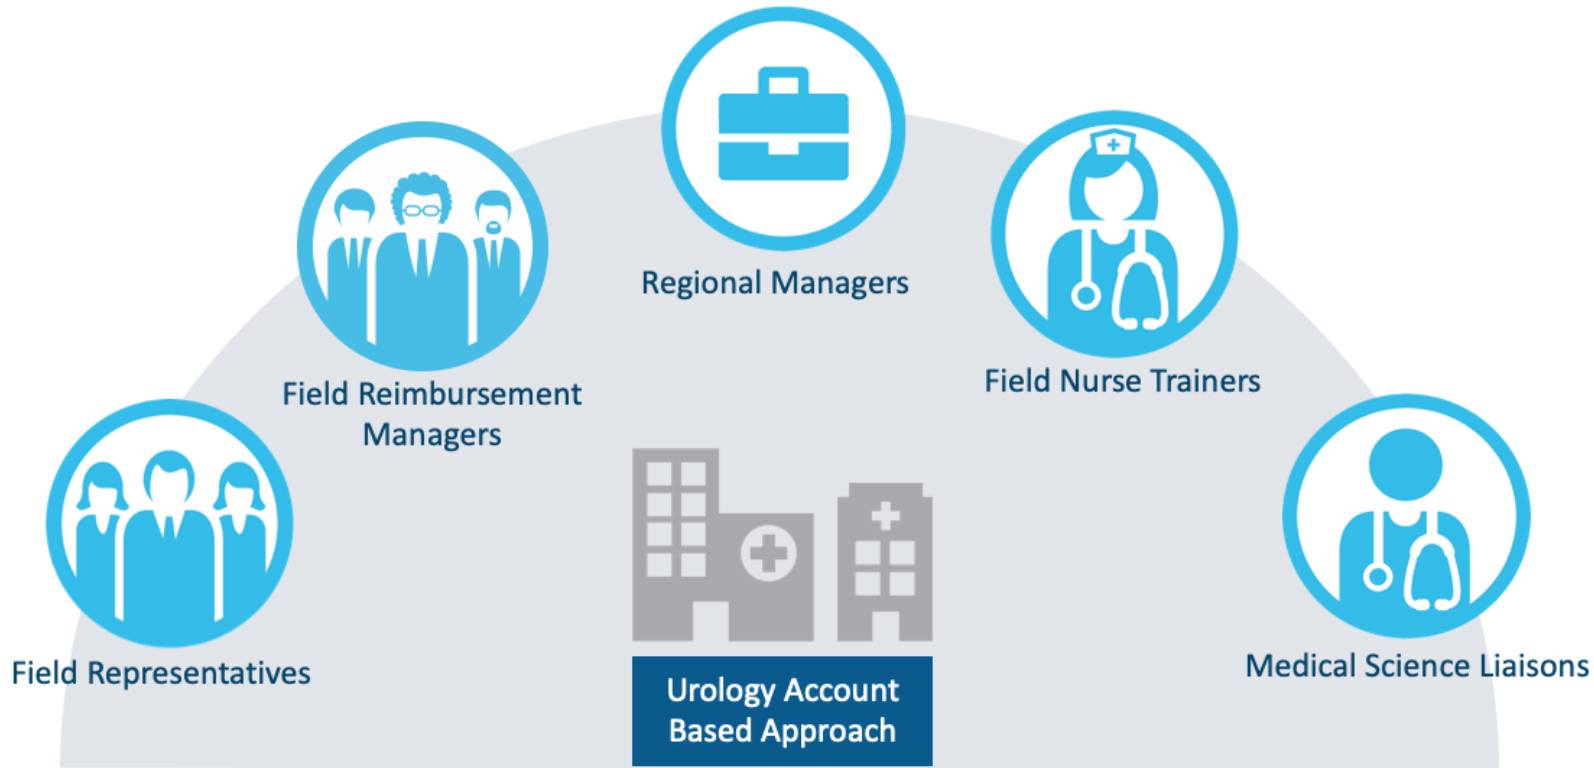 Regional Managers
Field Nurse Trainers
Field Reimbursement
Managers
Field Representatives
Medical Science Liaisons
Urology Account
Based Approach